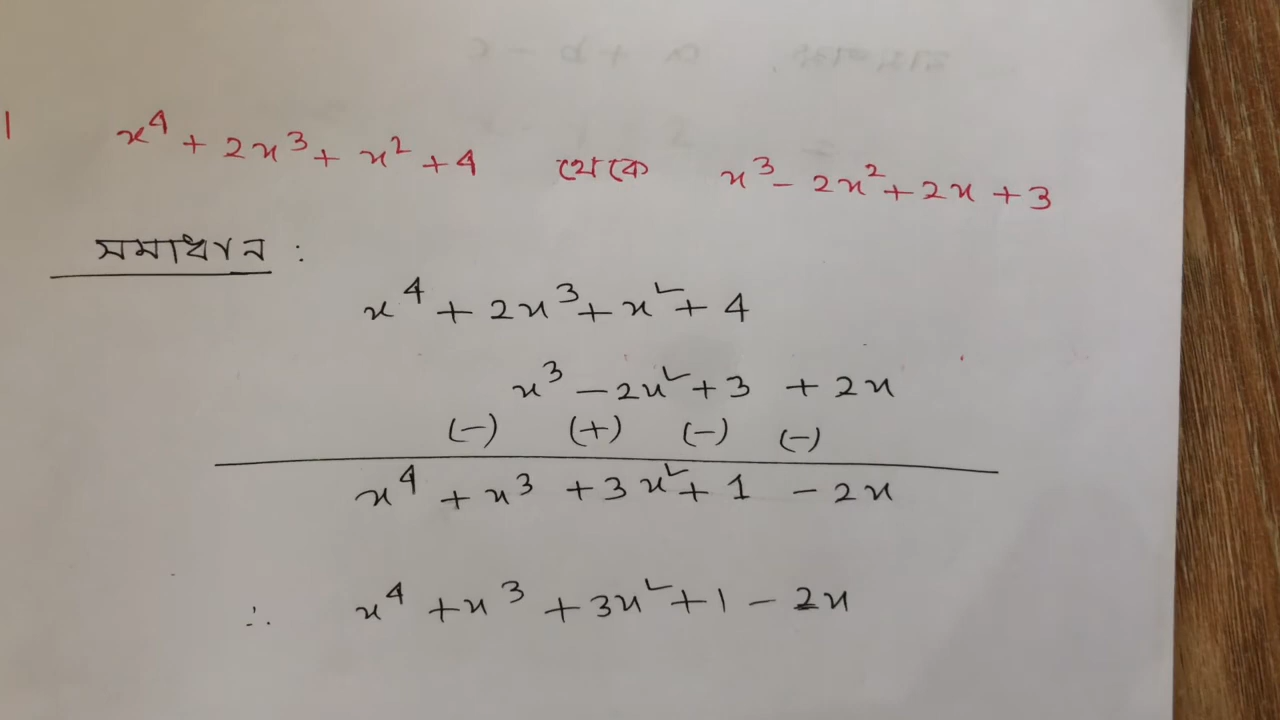 । x⁴ + 2x³ + x² + 4 থেকে x³ - 2x² + 2x + 3
সমাধান :
x⁴ + 2x³ + x² + 4
x³ - 2x² + 3 + 2x
(-) (+) (-) (-)
x⁴ + x³ + 3x² + 1 - 2x
∴ x⁴ + x³ + 3x² + 1 - 2x